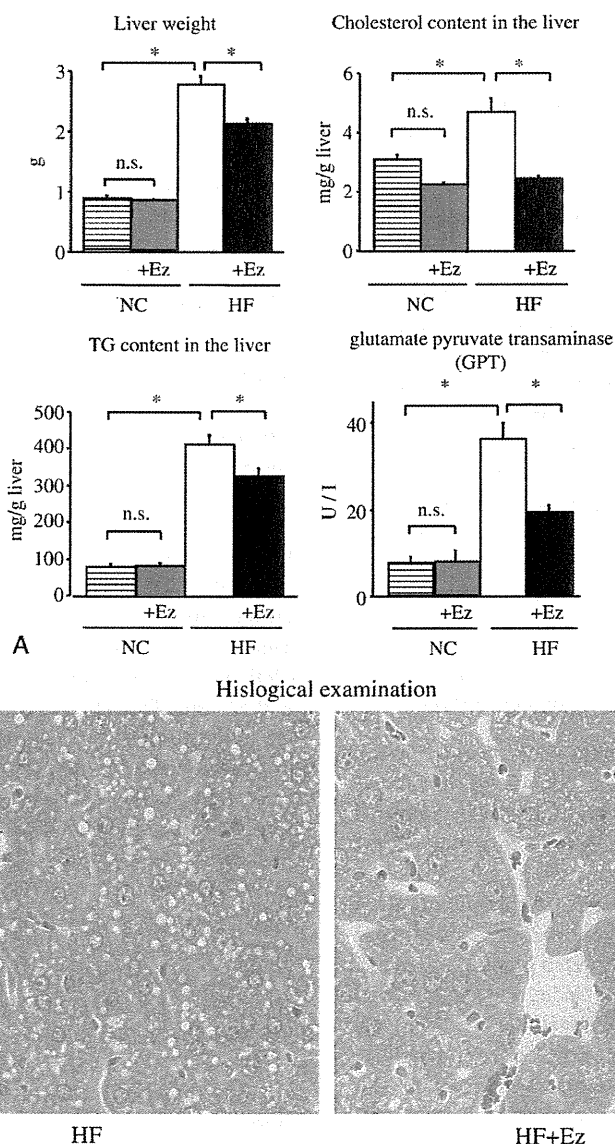 Liver weight
Cholesterol content in the liver
* *
* *
3
2
1
0
g
n.s.
+Ez +Ez
NC HF
6
4
2
0
mg/g liver
n.s.
+Ez +Ez
NC HF
TG content in the liver
glutamate pyruvate transaminase
(GPT)
* *
* *
500
400
300
200
100
0
mg/g liver
n.s.
+Ez +Ez
NC HF
40
20
0
U / l
n.s.
+Ez +Ez
NC HF
A
Hislogical examination
HF HF+Ez